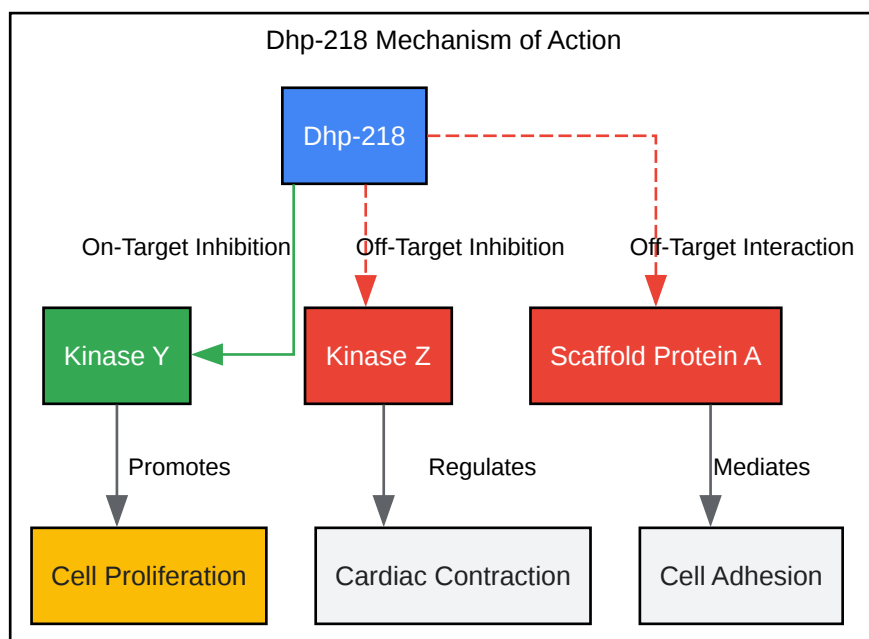 Dhp-218 Mechanism of Action
Dhp-218
On-Target Inhibition
Off-Target Inhibition
Off-Target Interaction
Kinase Y
Kinase Z
Scaffold Protein A
Promotes
Regulates
Mediates
Cell Proliferation
Cardiac Contraction
Cell Adhesion